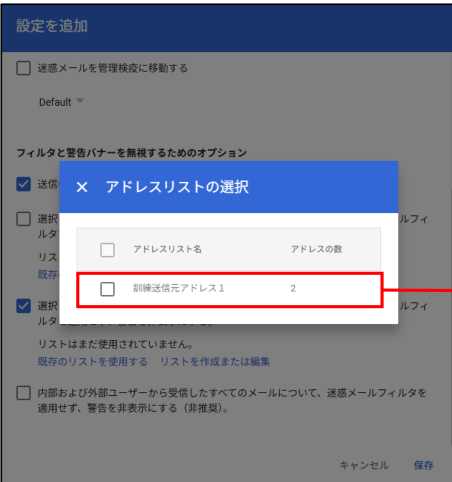 設定を追加
迷惑メールを管理検疫に移動する
Default
フィルタと警告バナーを無視するためのオプション
送信
アドレスリストの選択
選択
ルフィ
ルタ
アドレスリスト名 アドレスの数
リス
既存
訓練送信元アドレス1 2
選択
ルフィ
ルタ
リストはまだ使用されていません。
既存のリストを使用する リストを作成または編集
内部および外部ユーザーから受信したすべてのメールについて、迷惑メールフィルタを
適用せず、警告を非表示にする（非推奨）。
キャンセル 保存